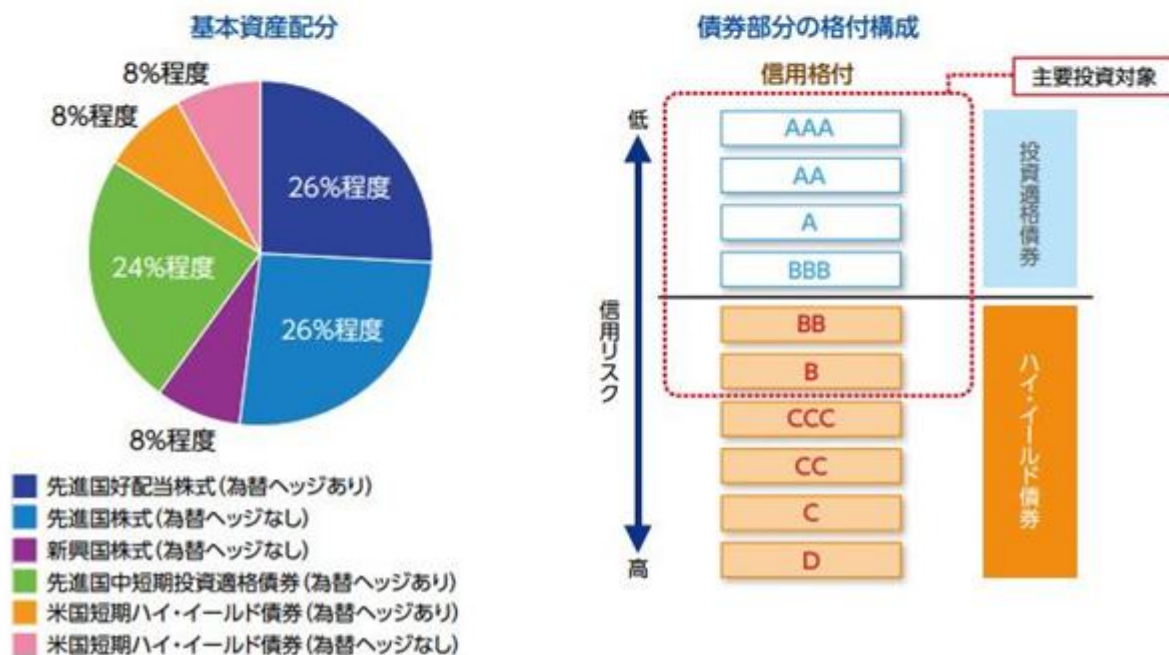 基本資産配分
8%程度
8%程度
26%程度
24%程度
26%程度
8%程度
先進国好配当株式(為替ヘッジあり)
先進国株式(為替ヘッジなし)
新興国株式(為替ヘッジなし)
先進国中短期投資適格債券(為替ヘッジあり)
米国短期ハイ・イールド債券(為替ヘッジあり)
米国短期ハイ・イールド債券(為替ヘッジなし)
債券部分の格付構成
信用格付
主要投資対象
低
信用リスク
高
AAA
AA
A
BBB
BB
B
CCC
CC
C
D
投資適格債券
ハイ・イールド債券